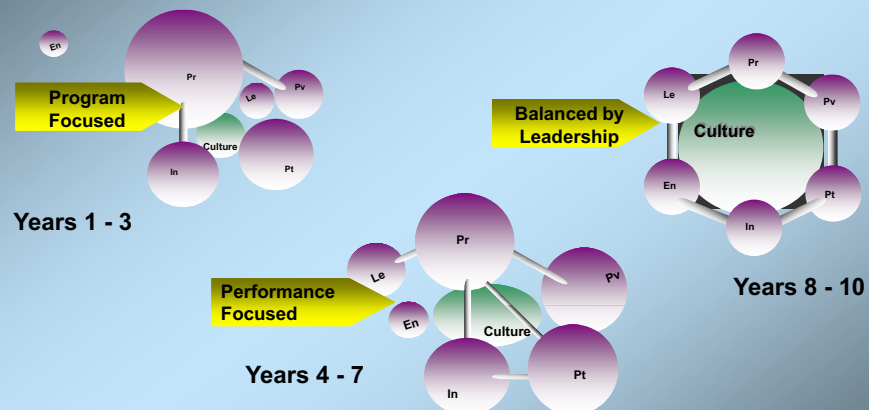 En
Pr
Le
Pv
Program
Focused
Culture
In
Pt
Years 1 - 3
Pr
Le
Pv
Performance
Focused
En
Culture
In
Pt
Years 4 - 7
Pr
Le
Pv
Balanced by
Leadership
Culture
En
Pt
In
Years 8 - 10